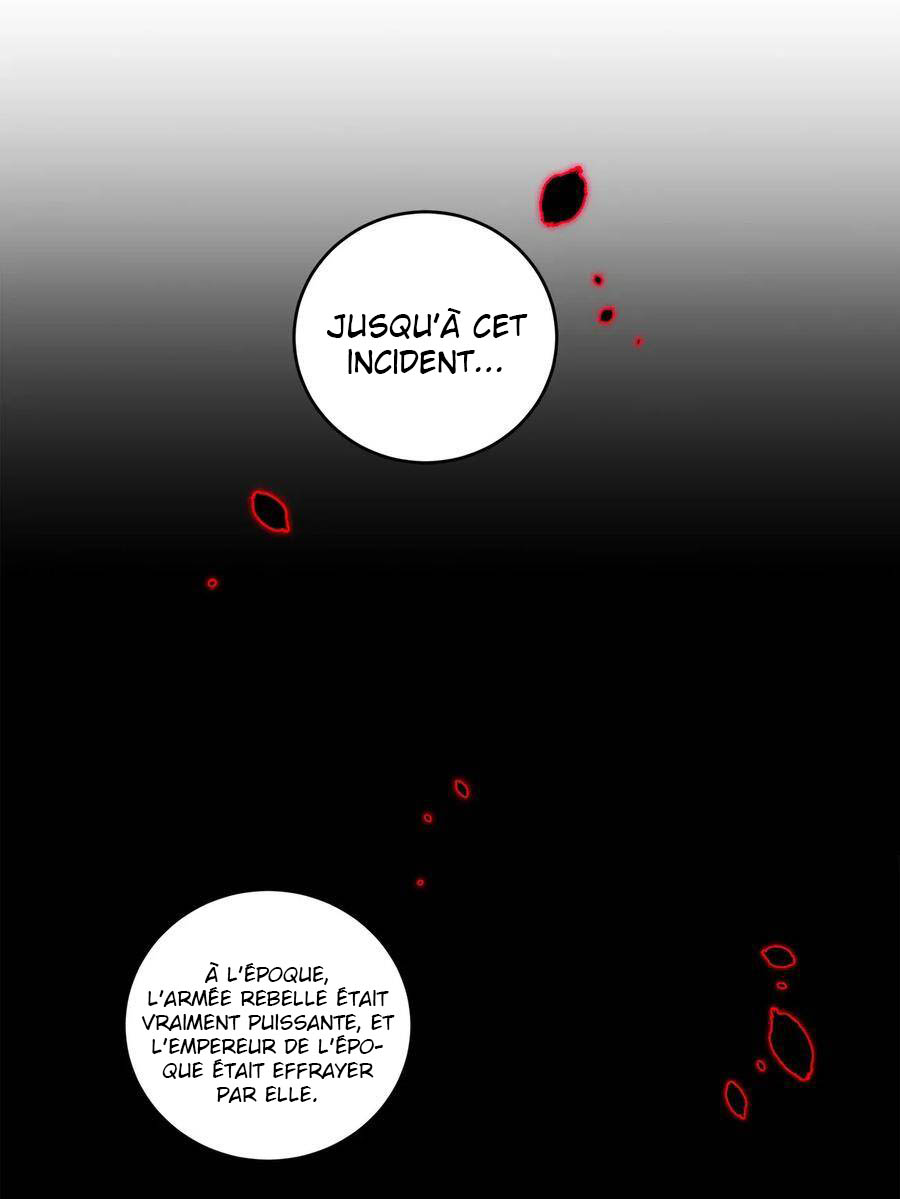 JUSQU'À CET
INCIDENT...
À L'ÉPOQUE,
L'ARMÉE REBELLE ÉTAIT
VRAIMENT PUISSANTE, ET
L'EMPEREUR DE L'ÉPO-
QUE ÉTAIT EFFRAYER
PAR ELLE.